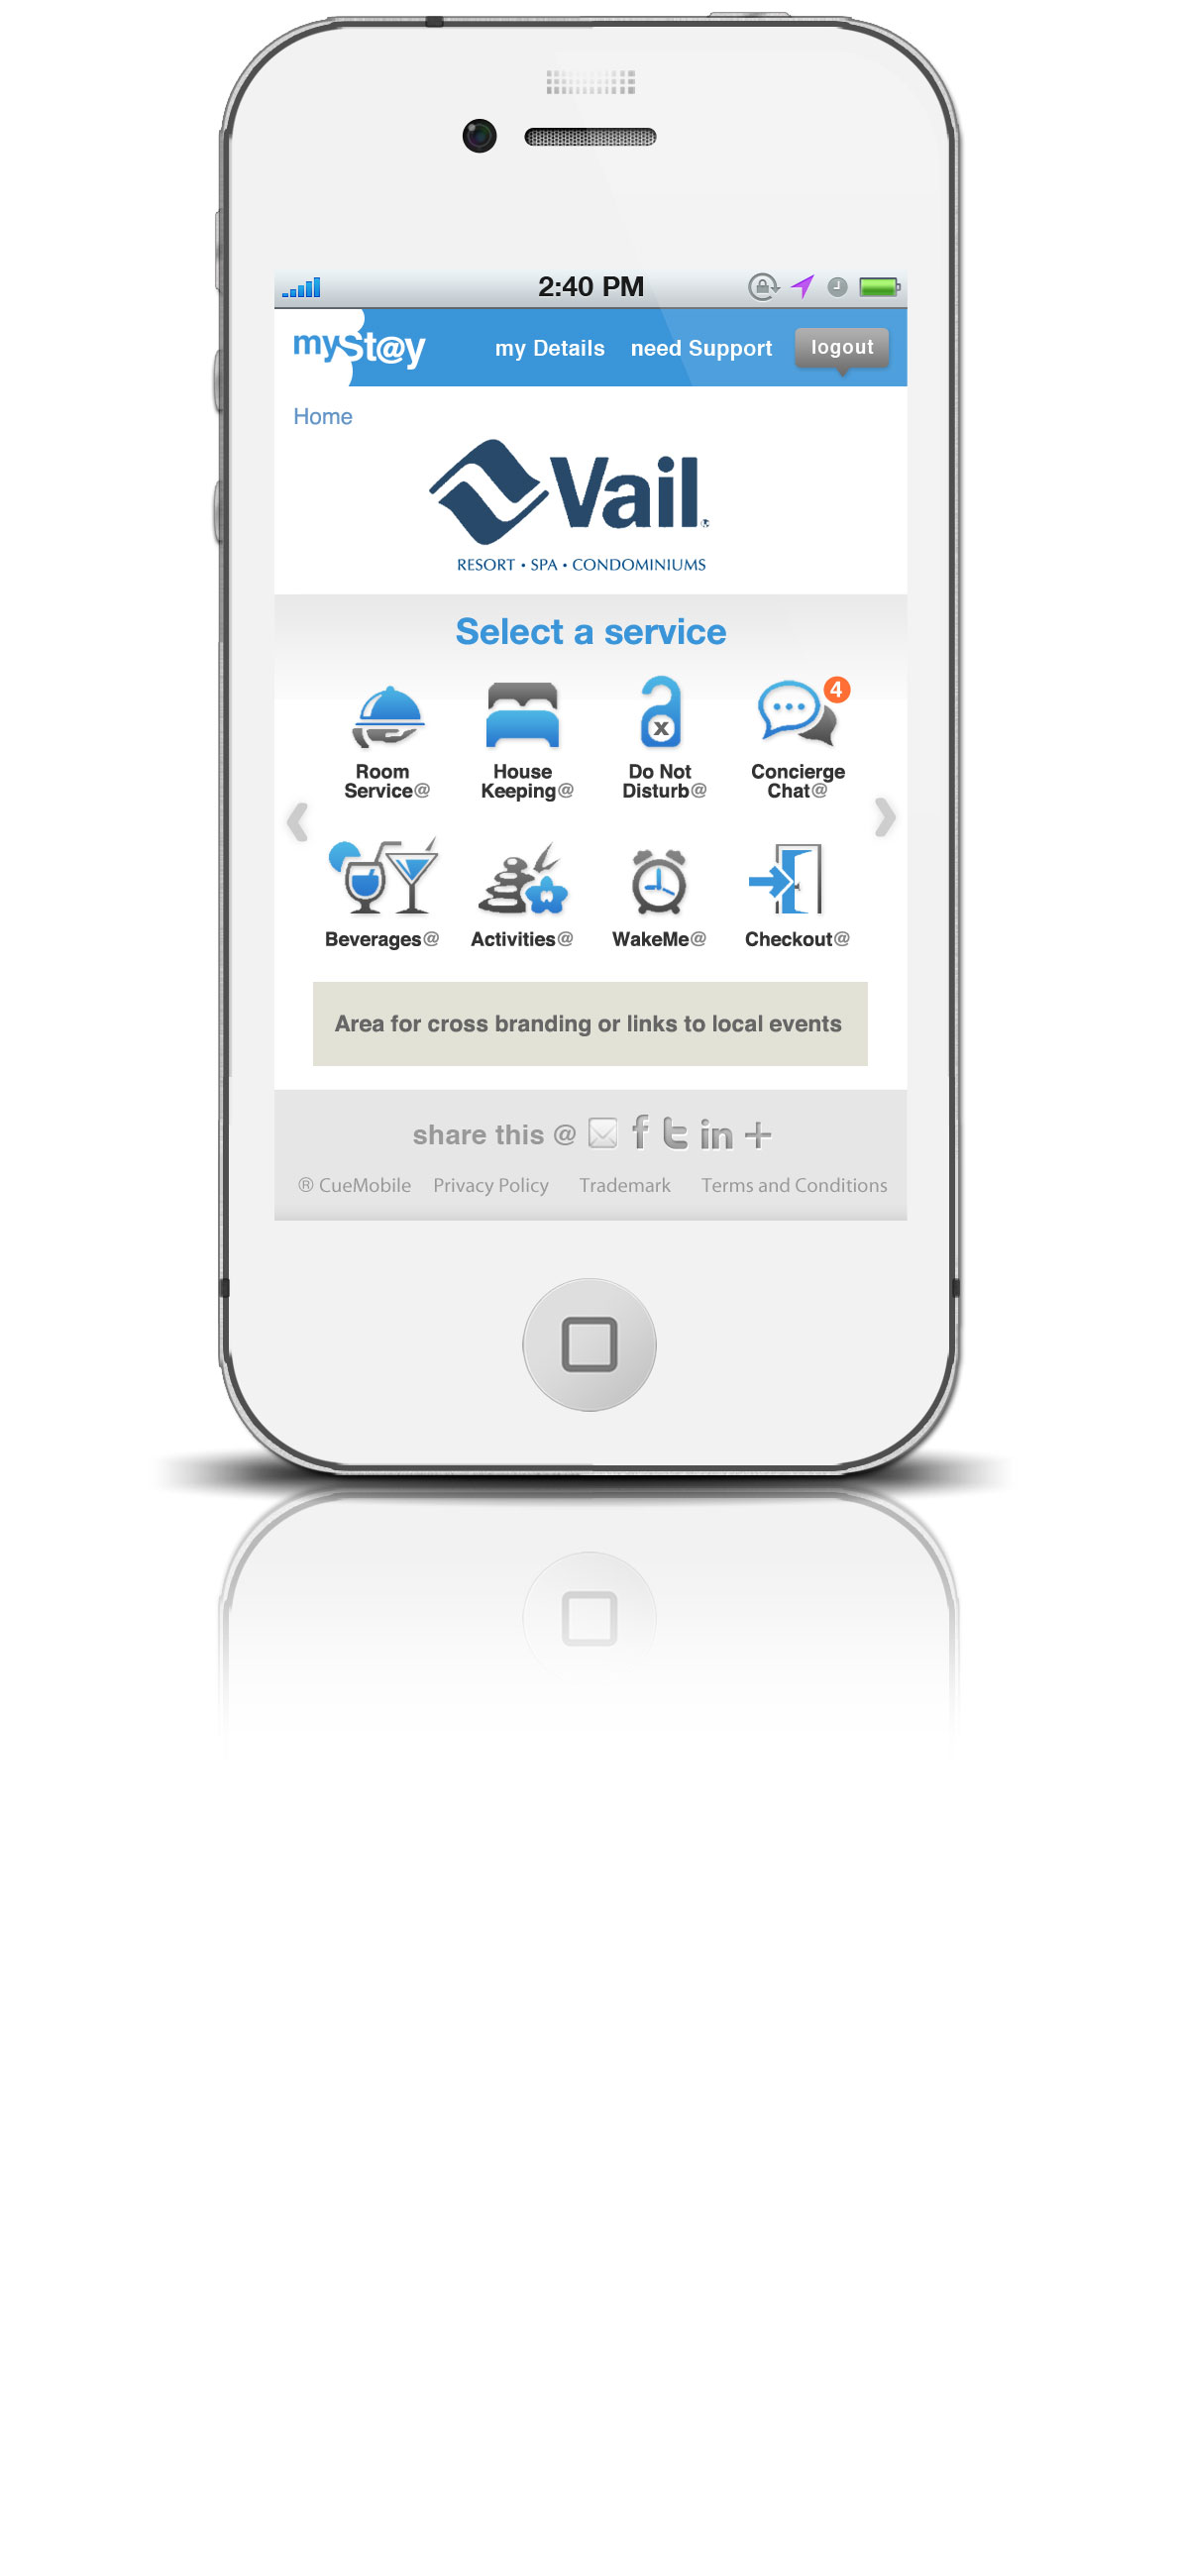 2:40 PM
mySt@y my Details need Support logout
Home
Vail
RESORT • SPA • CONDOMINIUMS
Select a service
4
Room Service@
House Keeping@
Do Not Disturb@
Concierge Chat@
Beverages@ Activities@ WakeMe@ Checkout@
Area for cross branding or links to local events
share this @
® CueMobile Privacy Policy Trademark Terms and Conditions